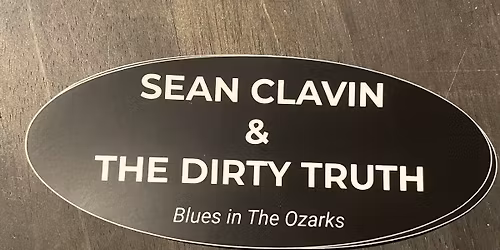 SEAN CLAVIN
&
THE DIRTY TRUTH
Blues in The Ozarks